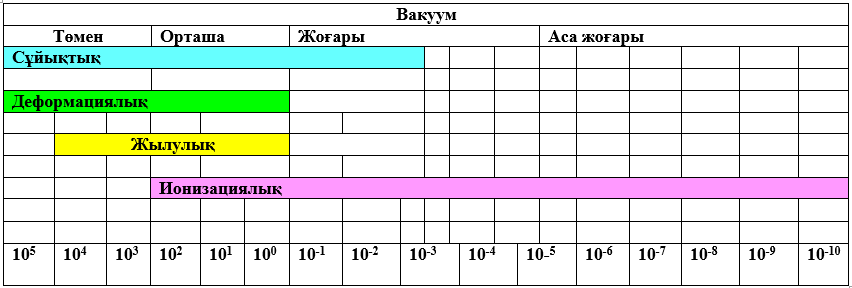 Вакуум
Төмен Орташа Жоғары Аса жоғары
Сұйықтық
Деформациялық
Жылулық
Ионизациялық
10⁵ 10⁴ 10³ 10² 10¹ 10⁰ 10⁻¹ 10⁻² 10⁻³ 10⁻⁴ 10⁻⁵ 10⁻⁶ 10⁻⁷ 10⁻⁸ 10⁻⁹ 10⁻¹⁰